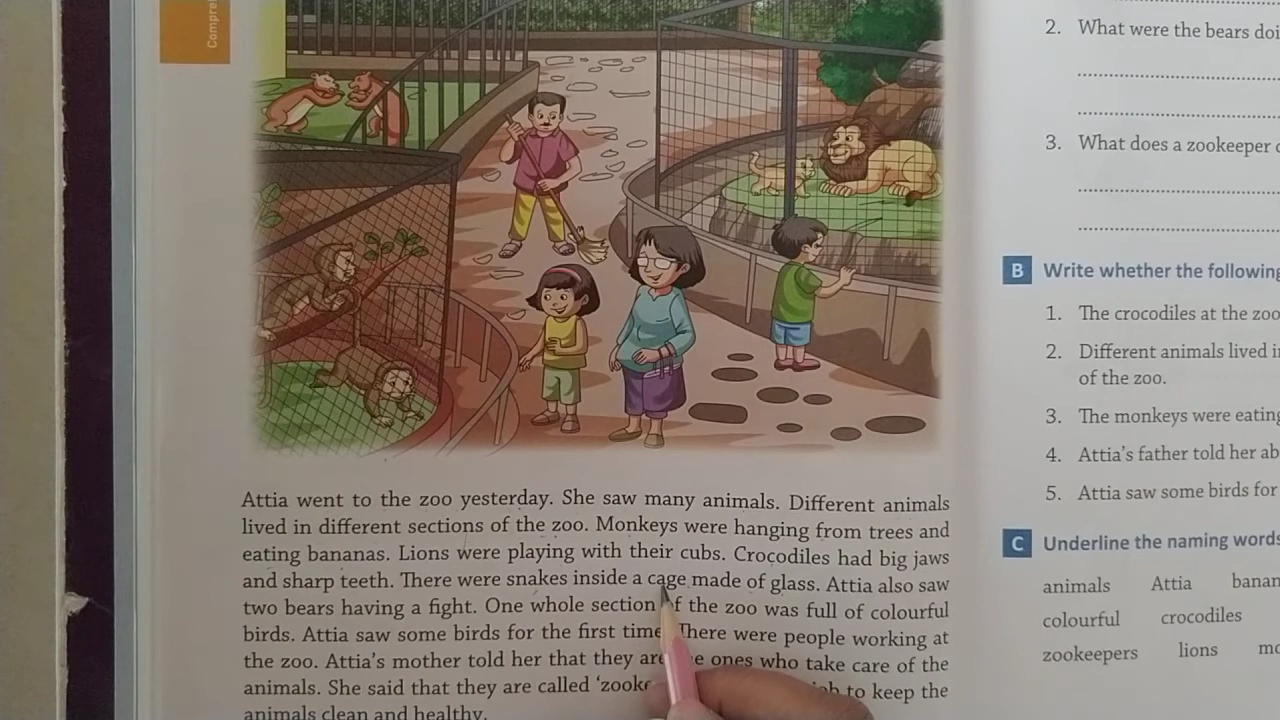 Compre
Attia went to the zoo yesterday. She saw many animals. Different animals
lived in different sections of the zoo. Monkeys were hanging from trees and
eating bananas. Lions were playing with their cubs. Crocodiles had big jaws
and sharp teeth. There were snakes inside a cage made of glass. Attia also saw
two bears having a fight. One whole section of the zoo was full of colourful
birds. Attia saw some birds for the first time. There were people working at
the zoo. Attia's mother told her that they are ones who take care of the
animals. She said that they are called 'zooke to keep the
animals clean and healthy.
2. What were the bears doi
3. What does a zookeeper
B Write whether the following
1. The crocodiles at the zoo
2. Different animals lived i
of the zoo.
3. The monkeys were eating
4. Attia's father told her ab
5. Attia saw some birds for
C Underline the naming words
animals Attia banan
colourful crocodiles
zookeepers lions mo